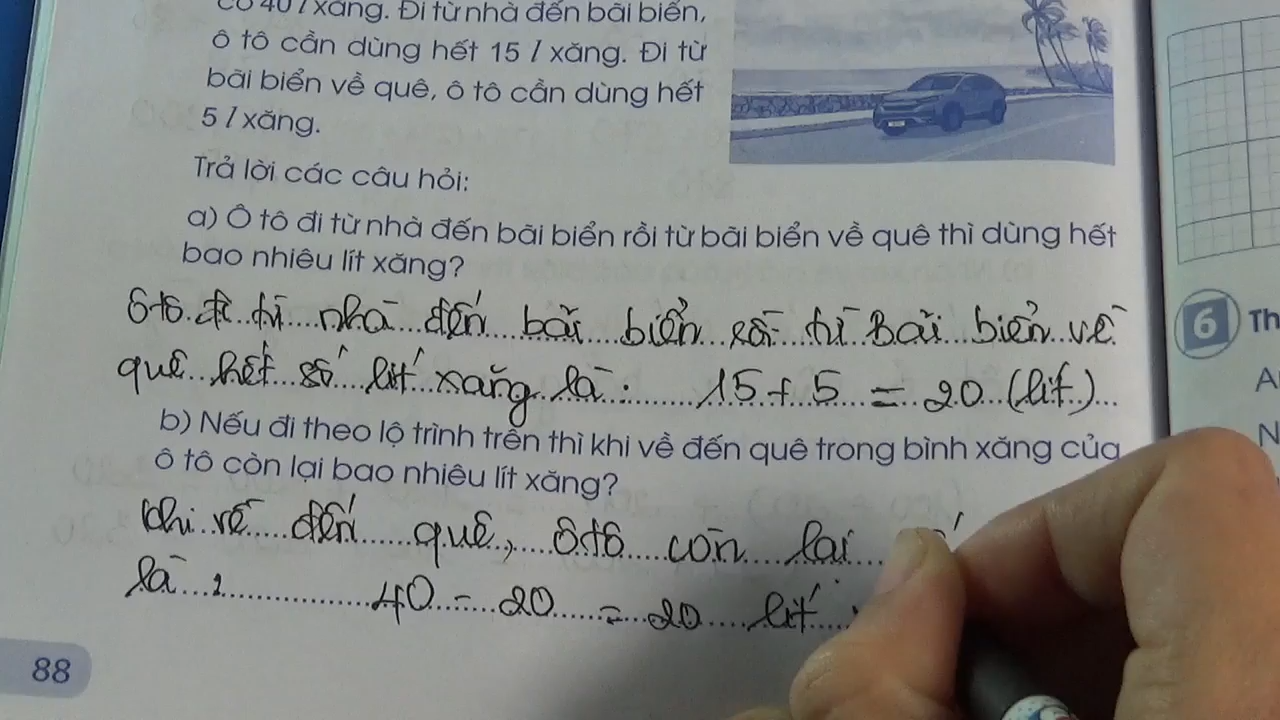 có 40 l xăng. Đi từ nhà đến bãi biển,
ô tô cần dùng hết 15 l xăng. Đi từ
bãi biển về quê, ô tô cần dùng hết
5 l xăng.
Trả lời các câu hỏi:
a) Ô tô đi từ nhà đến bãi biển rồi từ bãi biển về quê thì dùng hết
bao nhiêu lít xăng?
Ô tô đi từ nhà đến bãi biển rồi từ Bãi biển về
quê hết số lít xăng là: 15 + 5 = 20 (lít)
b) Nếu đi theo lộ trình trên thì khi về đến quê trong bình xăng của
ô tô còn lại bao nhiêu lít xăng?
Khi về đến quê, ô tô còn lại
là : 40 - 20 = 20 lít
88
6
Th